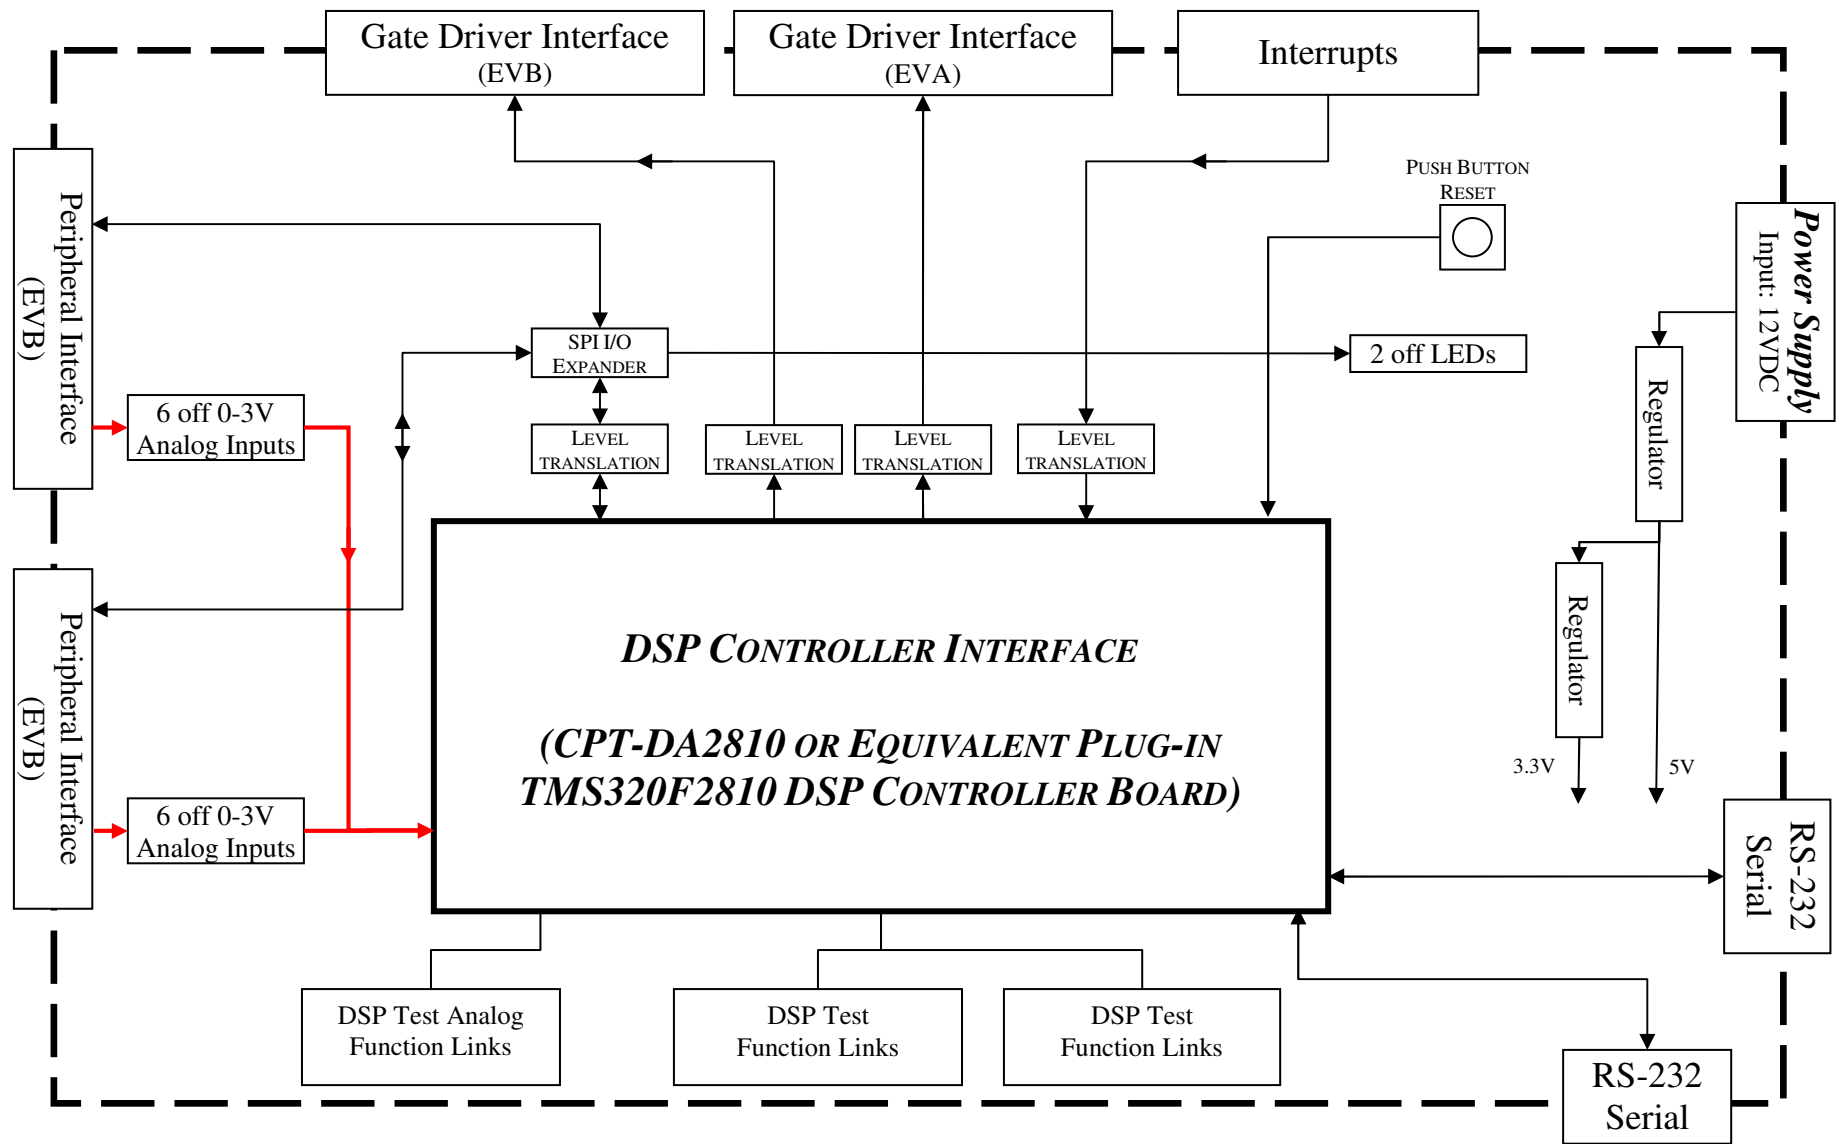 Gate Driver Interface
(EVB)
Gate Driver Interface
(EVA)
Interrupts
PUSH BUTTON
RESET
Peripheral Interface
(EVB)
Power Supply
Input: 12VDC
SPI I/O
EXPANDER
2 off LEDs
Regulator
6 off 0-3V
Analog Inputs
LEVEL
TRANSLATION
LEVEL
TRANSLATION
LEVEL
TRANSLATION
LEVEL
TRANSLATION
Regulator
Peripheral Interface
(EVB)
DSP CONTROLLER INTERFACE
(CPT-DA2810 OR EQUIVALENT PLUG-IN
TMS320F2810 DSP CONTROLLER BOARD)
3.3V
5V
6 off 0-3V
Analog Inputs
RS-232
Serial
DSP Test Analog
Function Links
DSP Test
Function Links
DSP Test
Function Links
RS-232
Serial